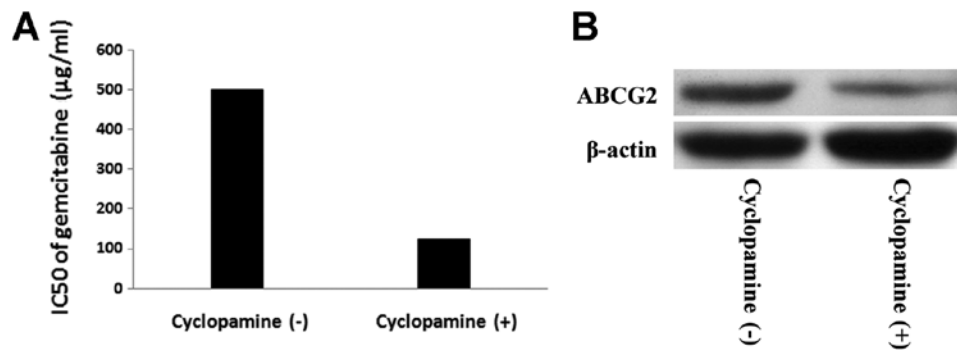 A
IC50 of gemcitabine (µg/ml)
600
500
400
300
200
100
0
Cyclopamine (-)
Cyclopamine (+)
B
ABCG2
β-actin
Cyclopamine (-)
Cyclopamine (+)